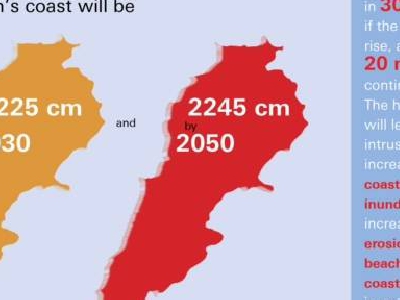 n's coast will be
225 cm
030
and
2245 cm
by
2050
in 30
if the
rise, a
20 m
contin
The h
will le
intrus
increa
coast
inund
increa
erosio
beach
coast